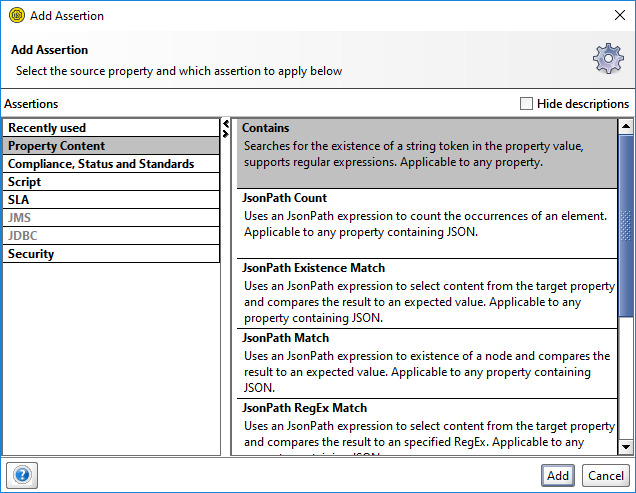 Add Assertion
Add Assertion
Select the source property and which assertion to apply below
Assertions
Hide descriptions
Recently used
Property Content
Compliance, Status and Standards
Script
SLA
JMS
JDBC
Security
Contains
Searches for the existence of a string token in the property value,
supports regular expressions. Applicable to any property.
JsonPath Count
Uses an JsonPath expression to count the occurrences of an element.
Applicable to any property containing JSON.
JsonPath Existence Match
Uses an JsonPath expression to select content from the target property
and compares the result to an expected value. Applicable to any
property containing JSON.
JsonPath Match
Uses an JsonPath expression to existence of a node and compares the
result to an expected value. Applicable to any property containing
JSON.
JsonPath RegEx Match
Uses an JsonPath expression to select content from the target property
and compares the result to an specified RegEx. Applicable to any
Add
Cancel